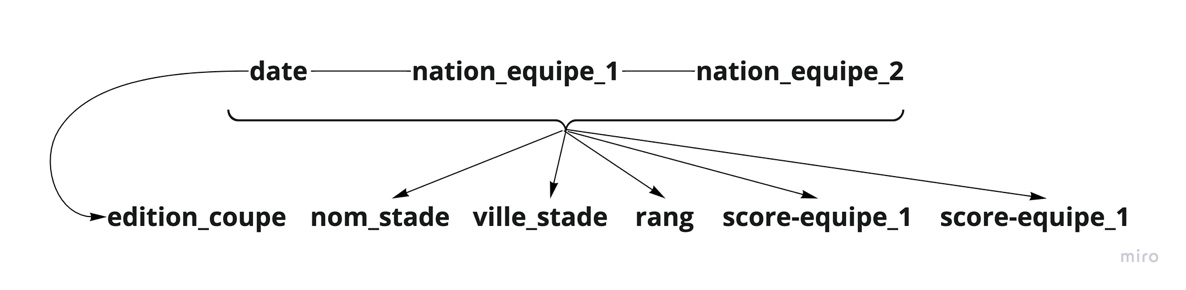 date nation_equipe_1 nation_equipe_2
edition_coupe nom_stade ville_stade rang score-equipe_1 score-equipe_1
miro